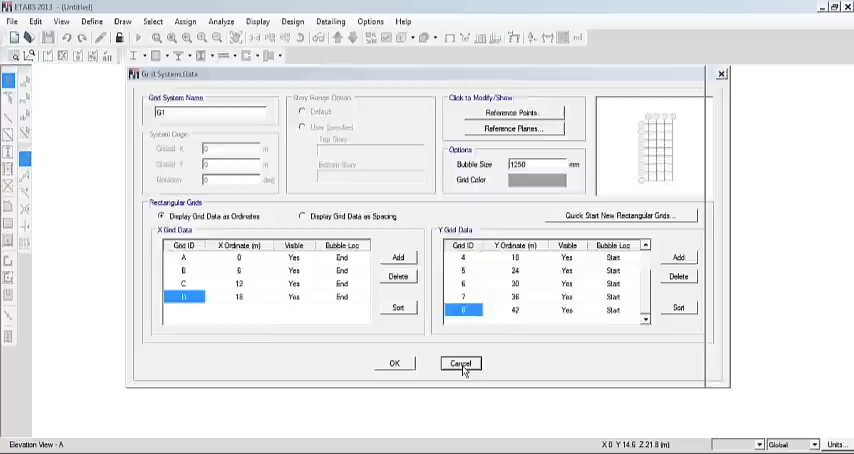 ETABS 2013 - (Untitled)
File Edit View Define Draw Select Assign Analyze Display Design Detailing Options Help
Grid Systems Data
Grid System Name
G1
Story Range Option
Default
User Specified
Top Story
Bottom Story
Click to Modify/Show:
Reference Points...
Reference Planes...
System Origin
Global X 0 m
Global Y 0 m
Rotation 0 deg
Options
Bubble Size 1250 mm
Grid Color
Rectangular Grids
Display Grid Data as Ordinates Display Grid Data as Spacing Quick Start New Rectangular Grids...
X Grid Data
Grid ID X Ordinate (m) Visible Bubble Loc
A 0 Yes End
B 6 Yes End
C 12 Yes End
D 18 Yes End
Add
Delete
Sort
Y Grid Data
Grid ID Y Ordinate (m) Visible Bubble Loc
4 18 Yes Start
5 24 Yes Start
6 30 Yes Start
7 36 Yes Start
8 42 Yes Start
Add
Delete
Sort
OK Cancel
Elevation View - A X 0 Y 14.6 Z 21.8 (m) Global Units...